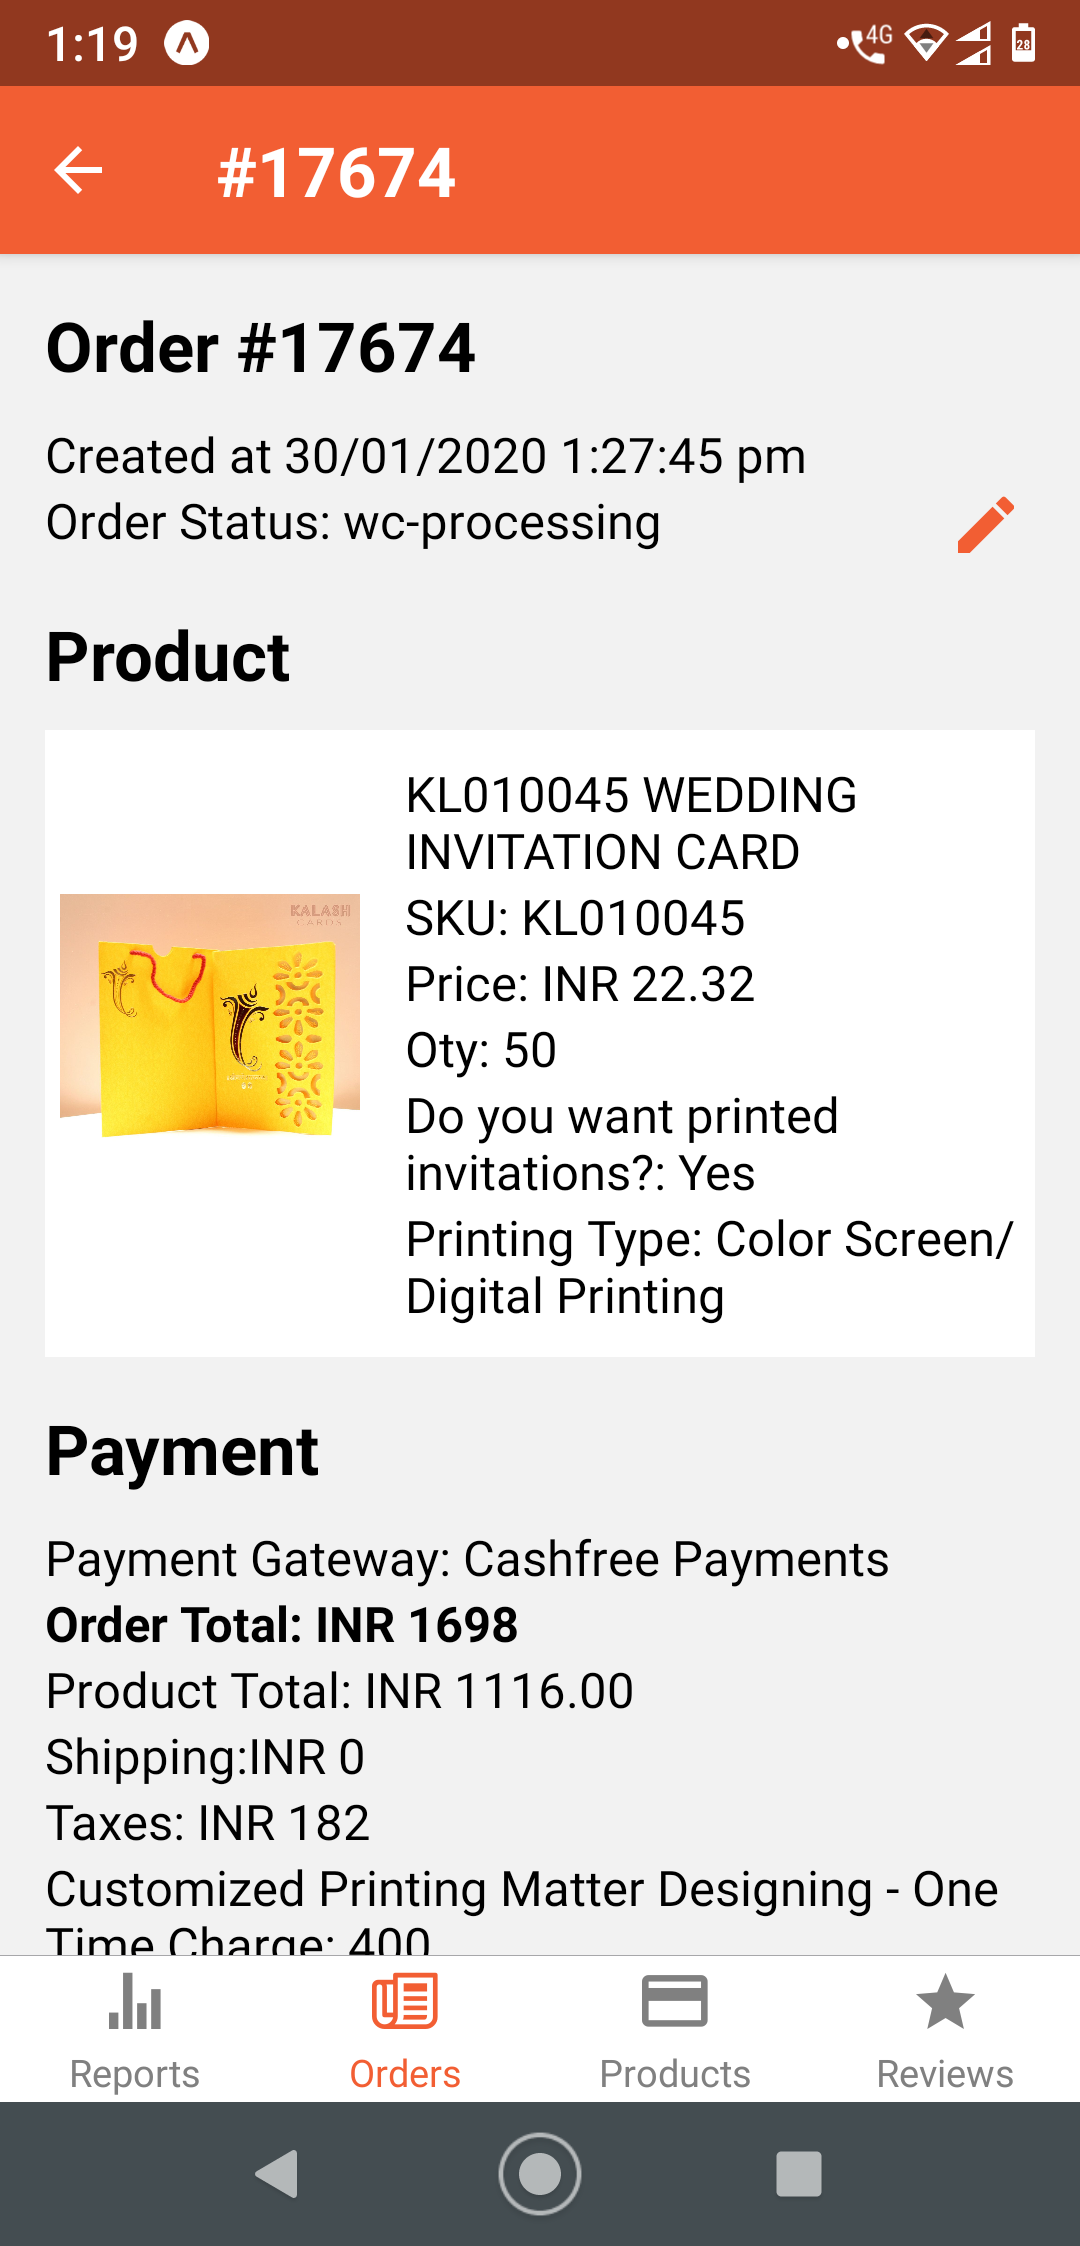 1:19
4G
28
#17674
Order #17674
Created at 30/01/2020 1:27:45 pm
Order Status: wc-processing
Product
KALASH
CARDS
KL010045 WEDDING
INVITATION CARD
SKU: KL010045
Price: INR 22.32
Oty: 50
Do you want printed
invitations?: Yes
Printing Type: Color Screen/
Digital Printing
Payment
Payment Gateway: Cashfree Payments
Order Total: INR 1698
Product Total: INR 1116.00
Shipping:INR 0
Taxes: INR 182
Customized Printing Matter Designing - One
Time Charge: 400
Reports
Orders
Products
Reviews